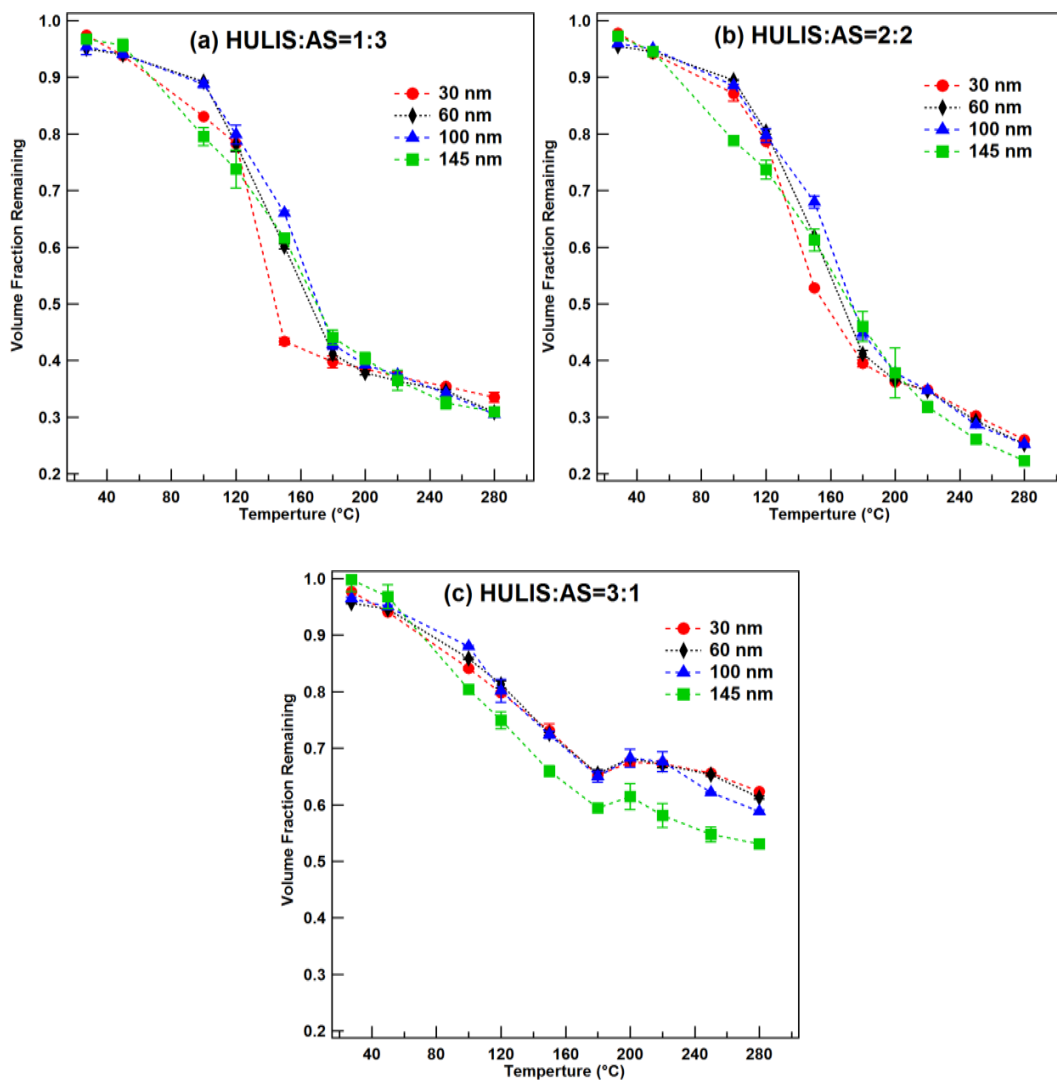 (a) HULIS:AS=1:3
30 nm
60 nm
100 nm
145 nm
Volume Fraction Remaining
1.0
0.9
0.8
0.7
0.6
0.5
0.4
0.3
0.2
40 80 120 160 200 240 280
Temperture (°C)
(b) HULIS:AS=2:2
30 nm
60 nm
100 nm
145 nm
Volume Fraction Remaining
1.0
0.9
0.8
0.7
0.6
0.5
0.4
0.3
0.2
40 80 120 160 200 240 280
Temperture (°C)
(c) HULIS:AS=3:1
30 nm
60 nm
100 nm
145 nm
Volume Fraction Remaining
1.0
0.9
0.8
0.7
0.6
0.5
0.4
0.3
0.2
40 80 120 160 200 240 280
Temperture (°C)